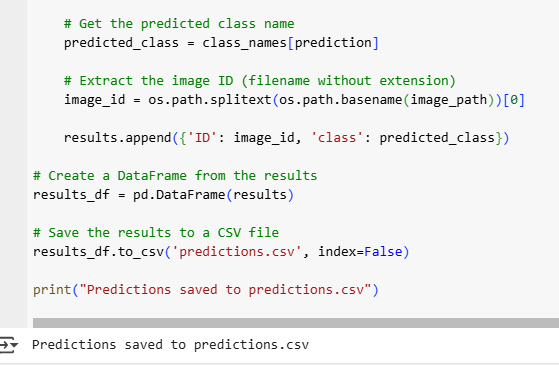 # Get the predicted class name
predicted_class = class_names[prediction]
# Extract the image ID (filename without extension)
image_id = os.path.splitext(os.path.basename(image_path))[0]
results.append({'ID': image_id, 'class': predicted_class})
# Create a DataFrame from the results
results_df = pd.DataFrame(results)
# Save the results to a CSV file
results_df.to_csv('predictions.csv', index=False)
print("Predictions saved to predictions.csv")
Predictions saved to predictions.csv